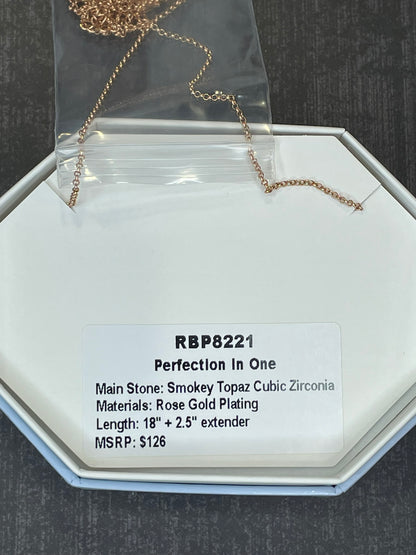 RBP8221
Perfection in One
Main Stone: Smokey Topaz Cubic Zirconia
Materials: Rose Gold Plating
Length: 18" + 2.5" extender
MSRP: $126